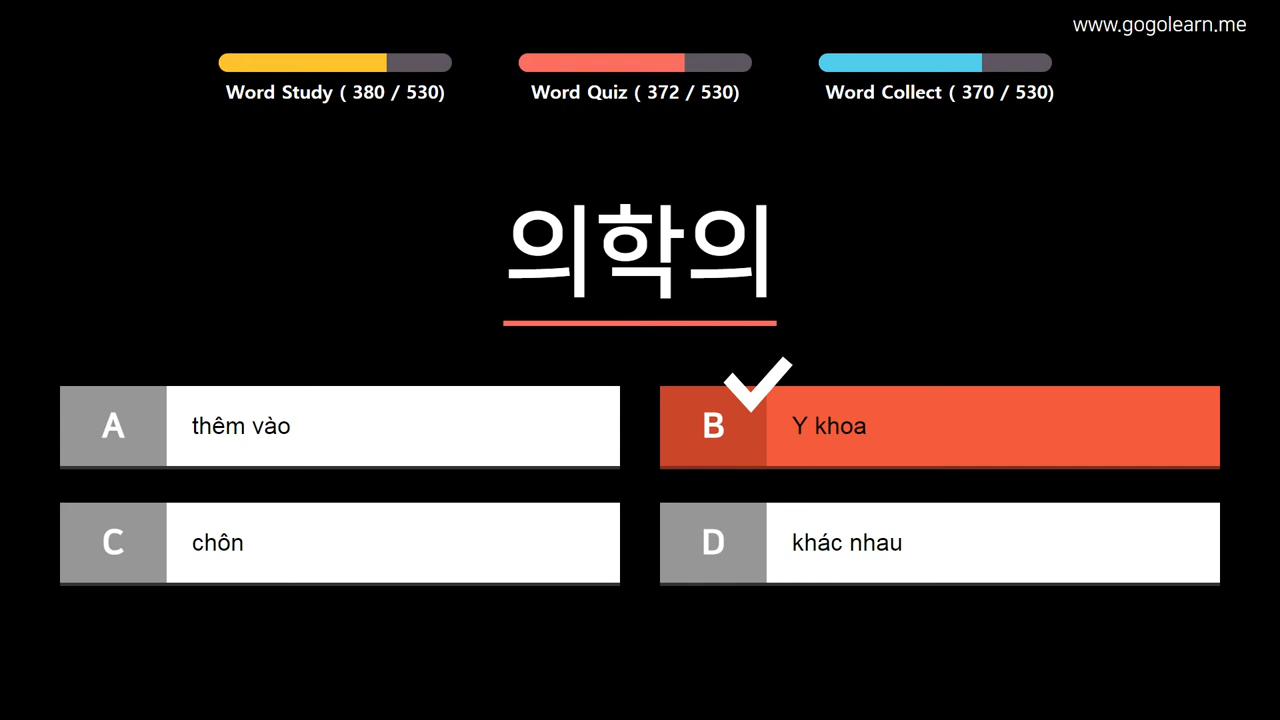 www.gogolearn.me
Word Study ( 380 / 530)
Word Quiz ( 372 / 530)
Word Collect ( 370 / 530)
의학의
A thêm vào
B Y khoa
C chôn
D khác nhau